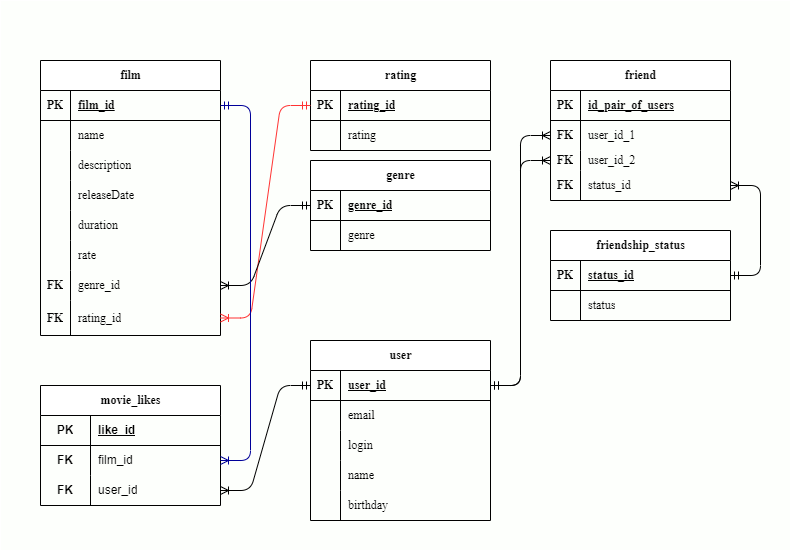 film
PK film_id
name
description
releaseDate
duration
rate
FK genre_id
FK rating_id
rating
PK rating_id
rating
genre
PK genre_id
genre
friend
PK id_pair_of_users
FK user_id_1
FK user_id_2
FK status_id
friendship_status
PK status_id
status
user
PK user_id
email
login
name
birthday
movie_likes
PK like_id
FK film_id
FK user_id